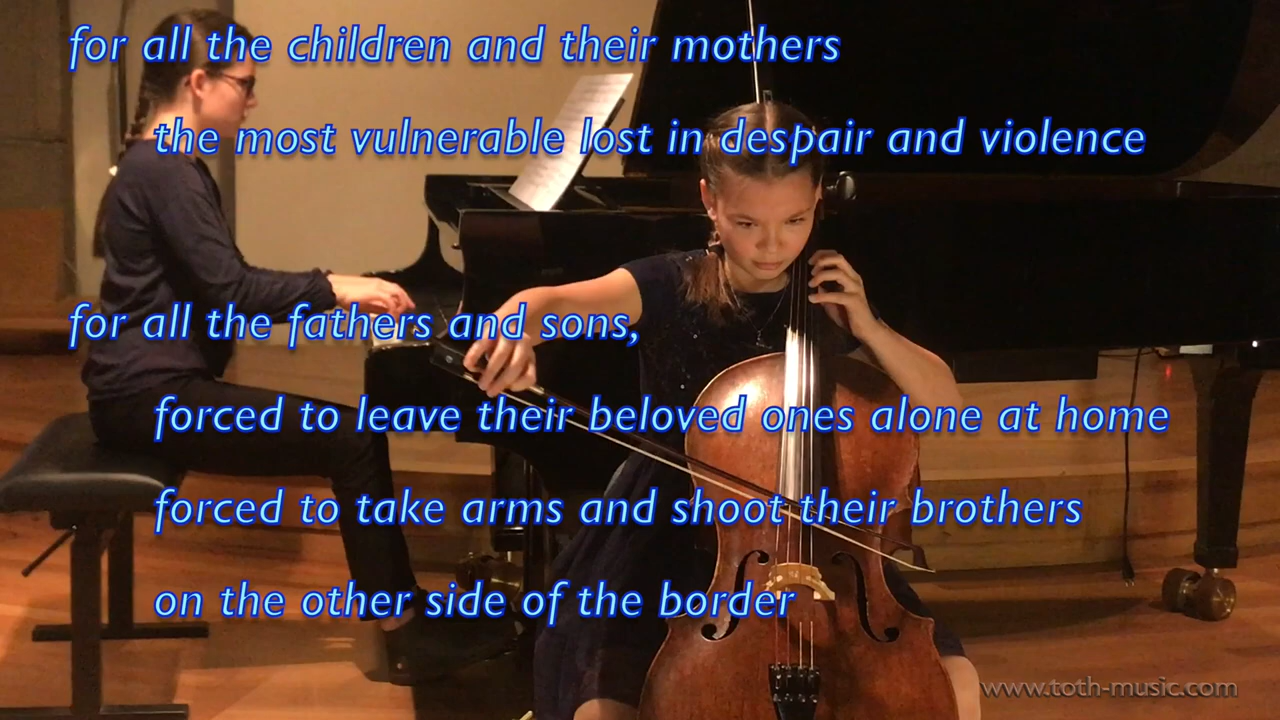 for all the children and their mothers
the most vulnerable lost in despair and violence
for all the fathers and sons,
forced to leave their beloved ones alone at home
forced to take arms and shoot their brothers
on the other side of the border
www.toth-music.com